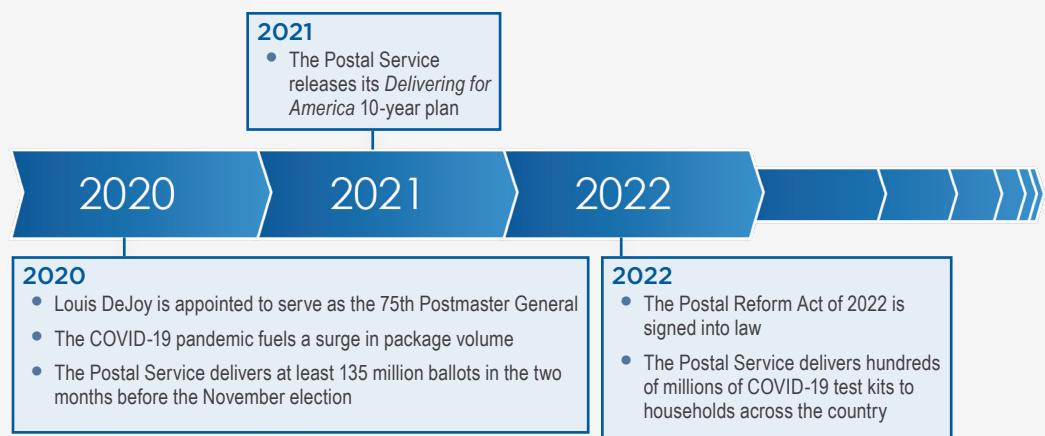 2021
• The Postal Service
releases its Delivering for
America 10-year plan
2020
2021
2022
2020
• Louis DeJoy is appointed to serve as the 75th Postmaster General
• The COVID-19 pandemic fuels a surge in package volume
• The Postal Service delivers at least 135 million ballots in the two
months before the November election
2022
• The Postal Reform Act of 2022 is
signed into law
• The Postal Service delivers hundreds
of millions of COVID-19 test kits to
households across the country